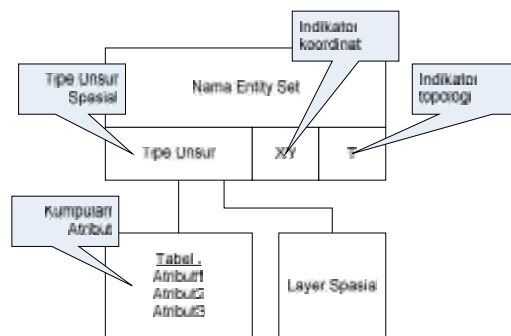 Indikator
koordinat
Tipe Unsur
Spasial
Nama Entity Set
Indikator
topologi
Tipe Unsur
X/Y
T
Kumpulan
Atribut
Tabel .
Atribut1
Atribut2
Atribut3
Layer Spasial